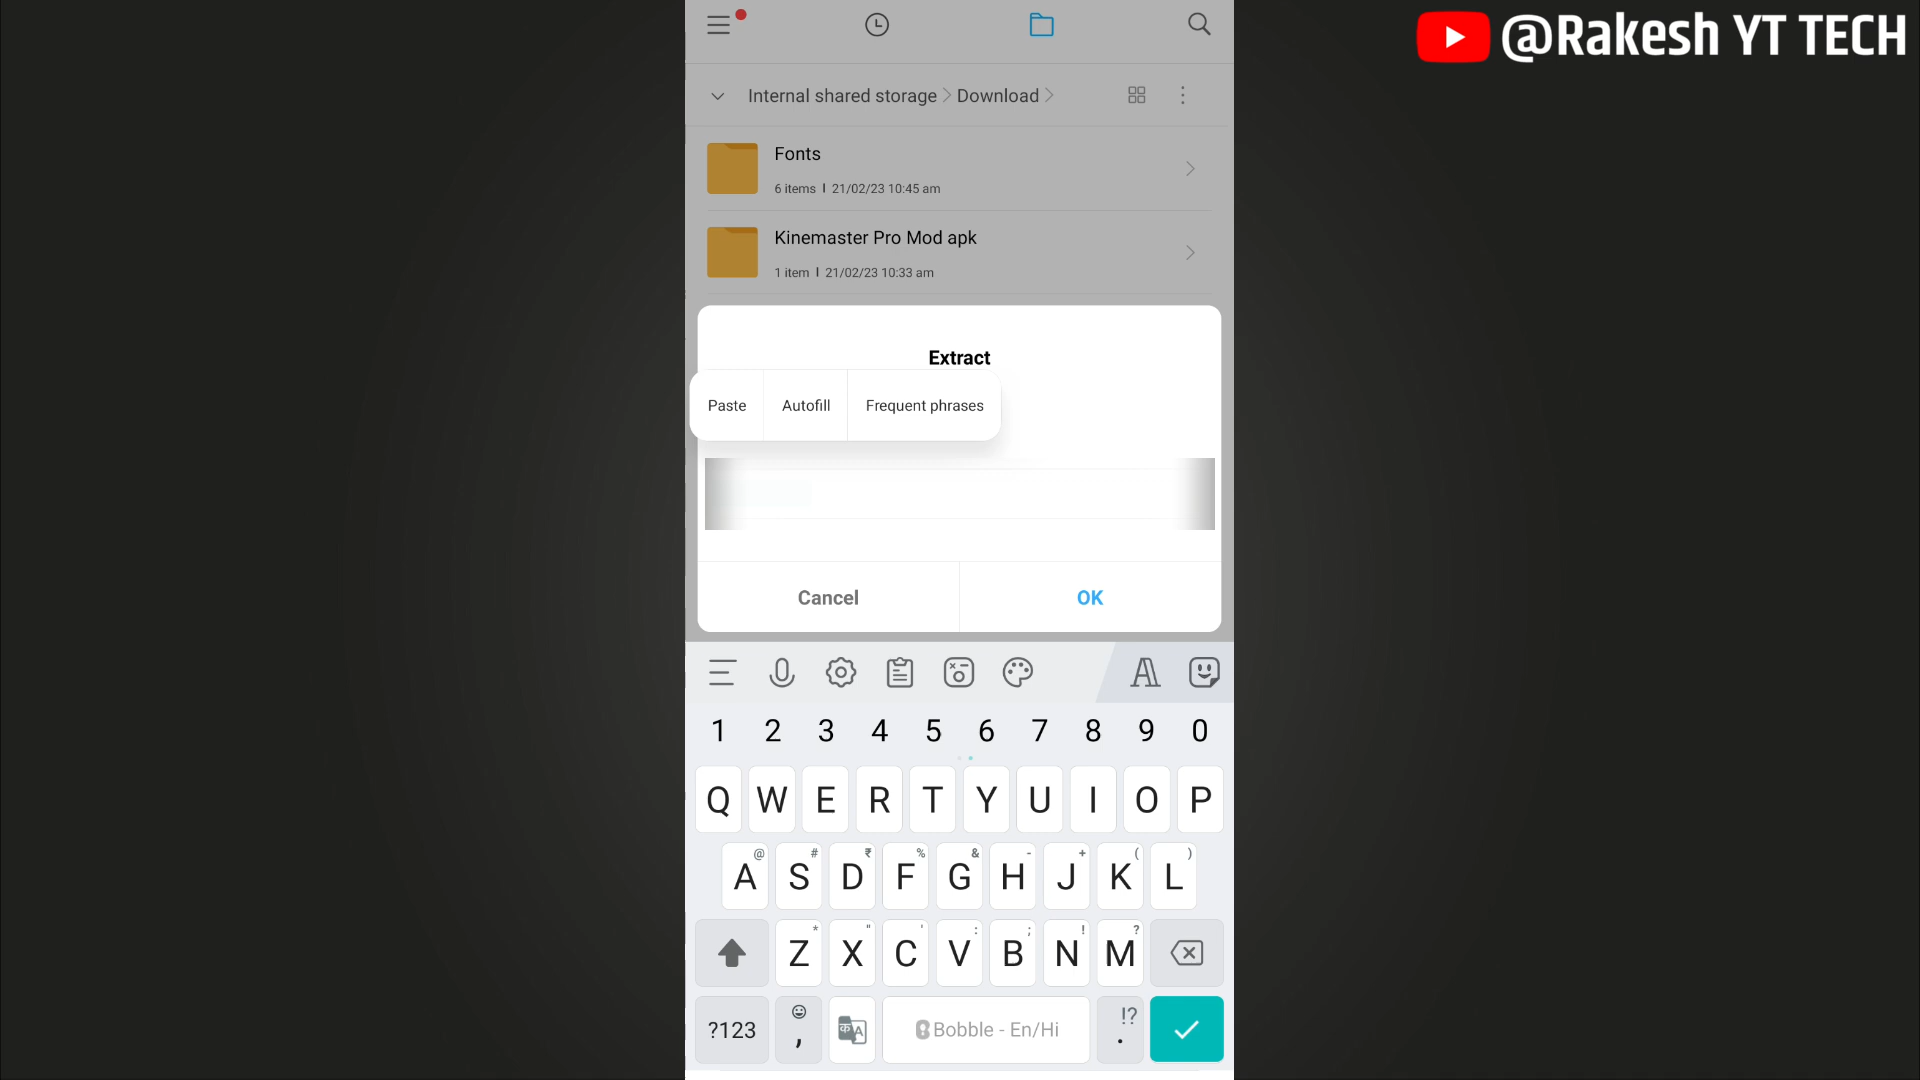 @Rakesh YT TECH
Internal shared storage > Download >
Fonts
6 items | 21/02/23 10:45 am
Kinemaster Pro Mod apk
1 item | 21/02/23 10:33 am
Extract
Paste Autofill Frequent phrases
Cancel OK
1 2 3 4 5 6 7 8 9 0
Q W E R T Y U I O P
@ # ₹ % & - + ( )
A S D F G H J K L
* " ' : ; ! ?
Z X C V B N M
?123 , Bobble - En/Hi !? .